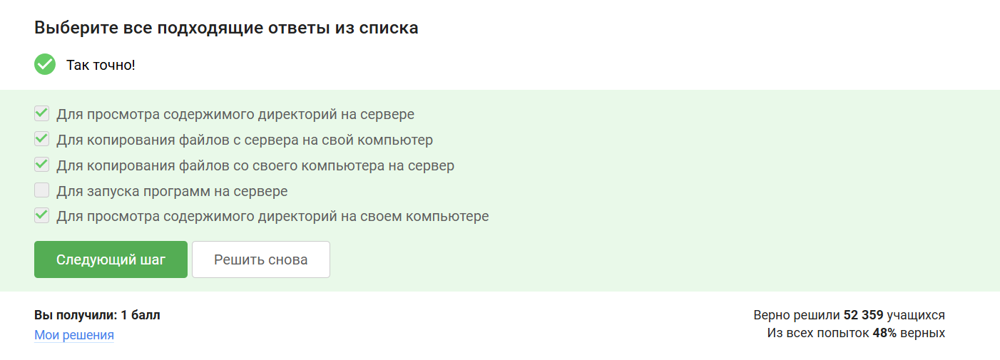 Выберите все подходящие ответы из списка
Так точно!
Для просмотра содержимого директорий на сервере
Для копирования файлов с сервера на свой компьютер
Для копирования файлов со своего компьютера на сервер
Для запуска программ на сервере
Для просмотра содержимого директорий на своем компьютере
Следующий шаг
Решить снова
Вы получили: 1 балл
Мои решения
Верно решили 52 359 учащихся
Из всех попыток 48% верных